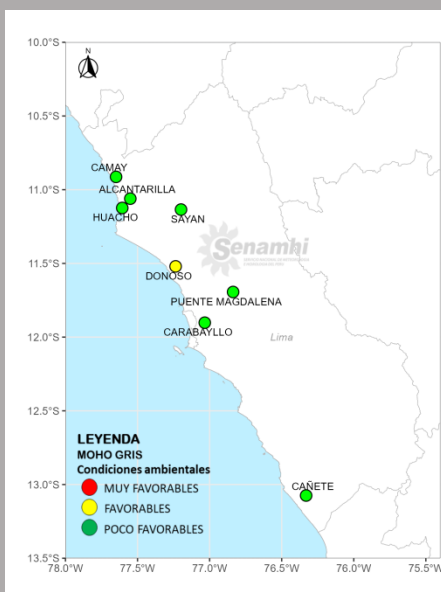 10.0°S
N
10.5°S
CAMAY
11.0°S
ALCANTARILLA
HUACHO
SAYAN
Senamhi
11.5°S
DONOSO
PUENTE MAGDALENA
CARABAYLLO
12.0°S
Lima
12.5°S
LEYENDA
MOHO GRIS
Condiciones ambientales
MUY FAVORABLES
FAVORABLES
POCO FAVORABLES
CAÑETE
13.0°S
13.5°S
78.0°W
77.5°W
77.0°W
76.5°W
76.0°W
75.5°W